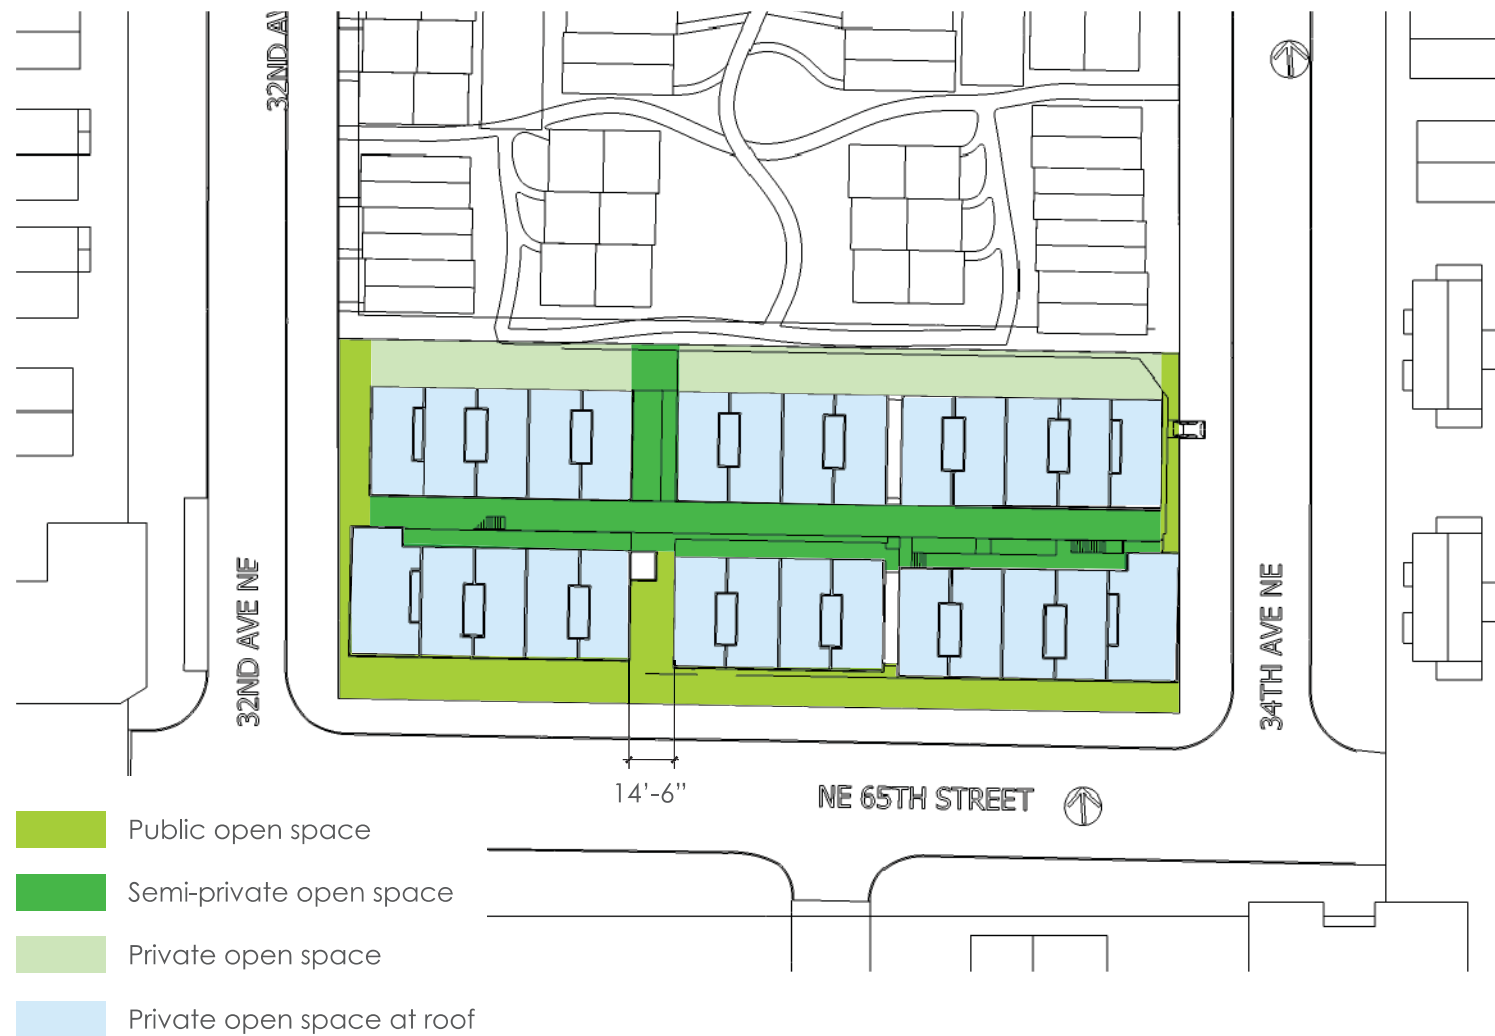 32ND AV
32ND AVE NE
34TH AVE NE
14'-6"
NE 65TH STREET
Public open space
Semi-private open space
Private open space
Private open space at roof